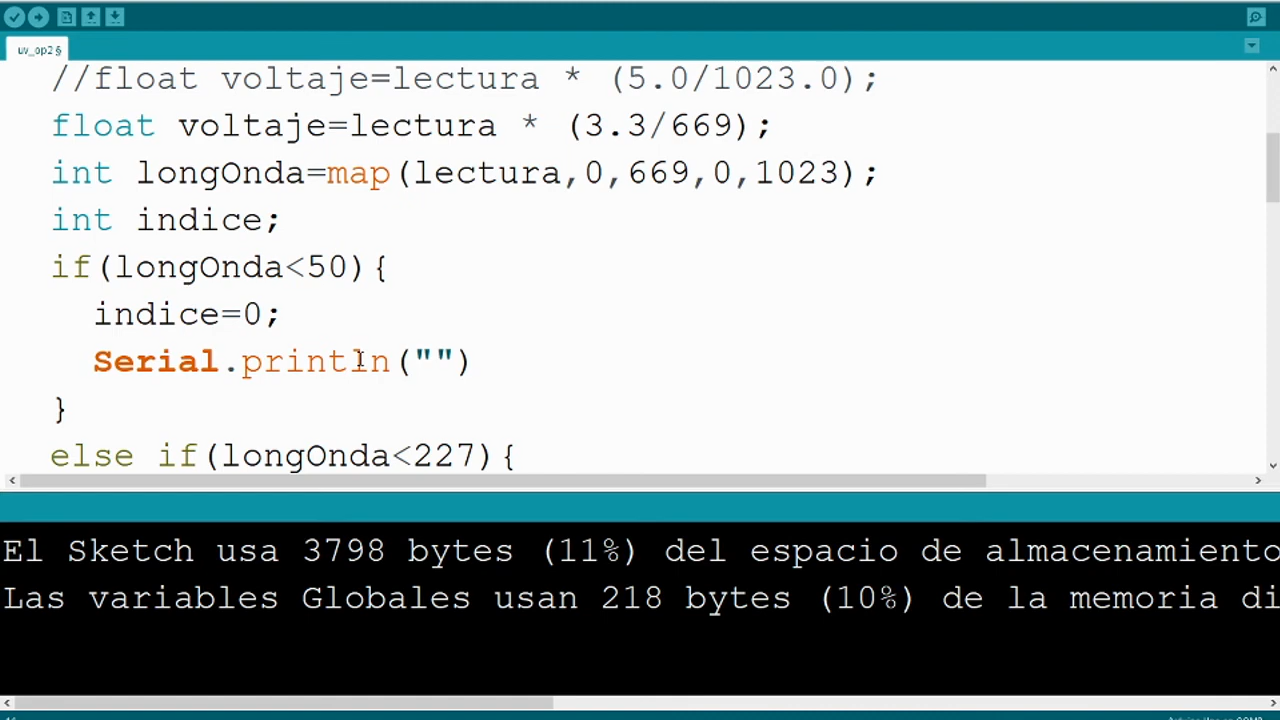 uv_op2§
//float voltaje=lectura * (5.0/1023.0);
float voltaje=lectura * (3.3/669);
int longOnda=map(lectura,0,669,0,1023);
int indice;
if(longOnda<50){
indice=0;
Serial.println("")
}
else if(longOnda<227){
El Sketch usa 3798 bytes (11%) del espacio de almacenamiento
Las variables Globales usan 218 bytes (10%) de la memoria di